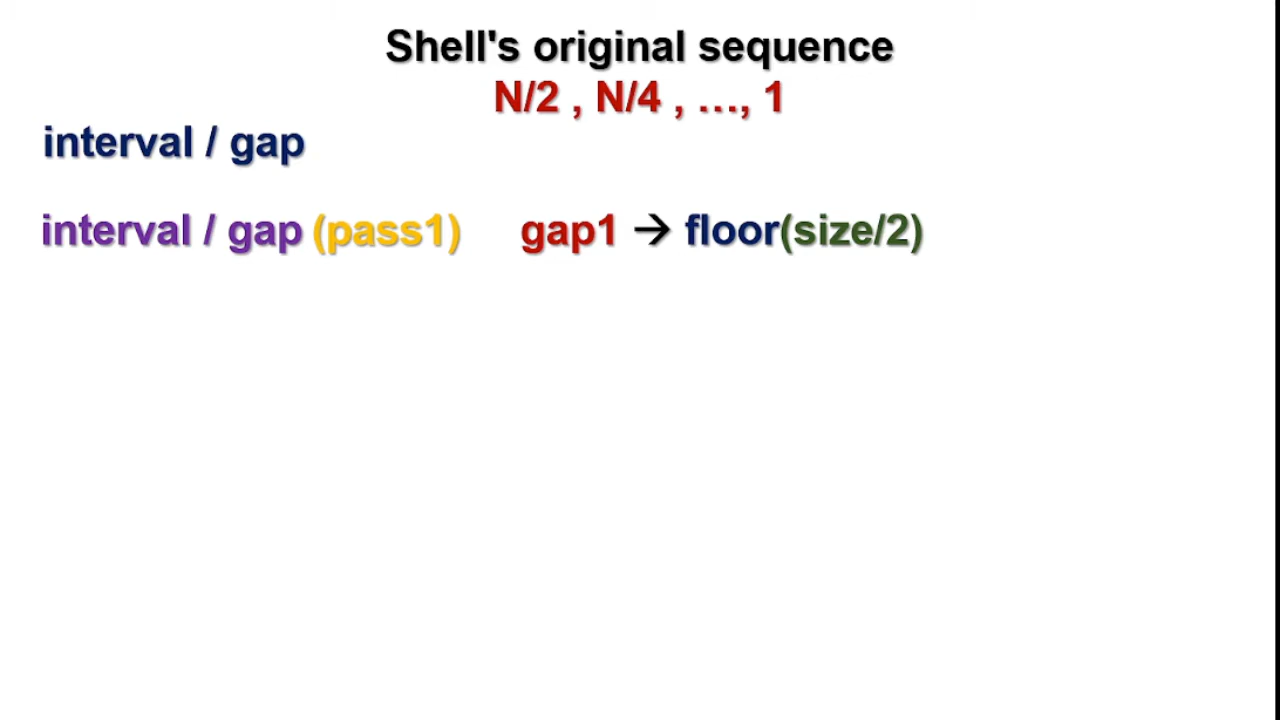 Shell's original sequence
N/2 , N/4 , …, 1
interval / gap
interval / gap (pass1) gap1 → floor(size/2)